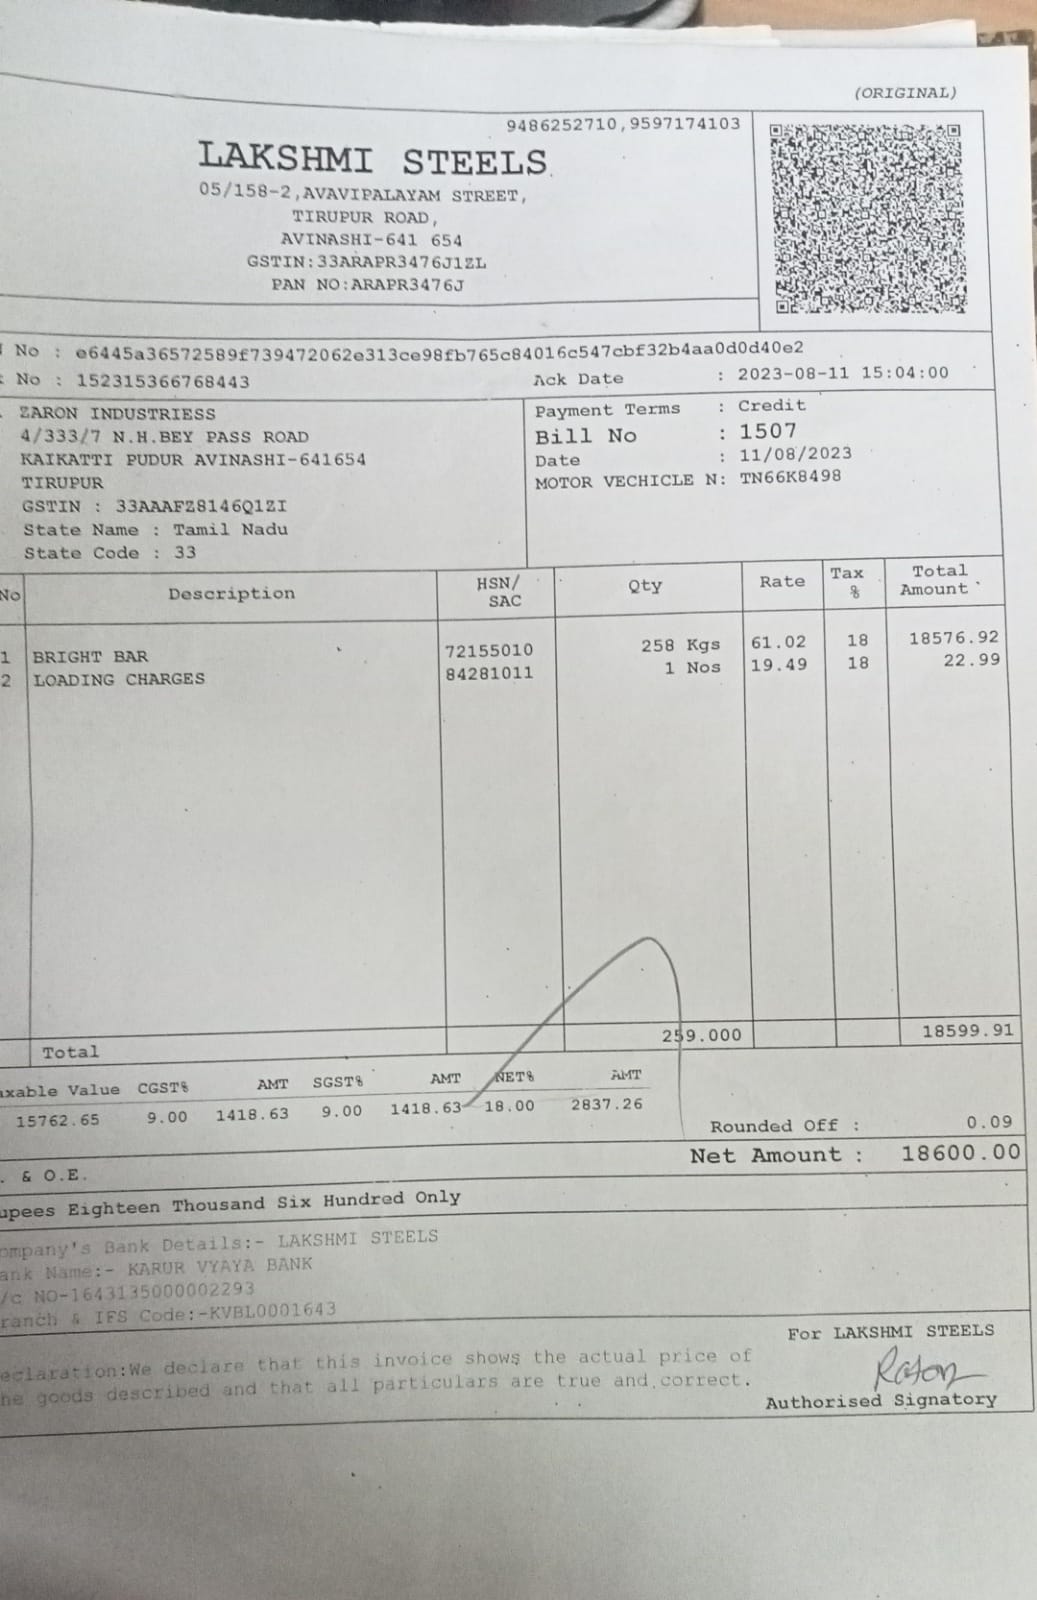 (ORIGINAL)
9486252710,9597174103
LAKSHMI STEELS
05/158-2,AVAVIPALAYAM STREET,
TIRUPUR ROAD,
AVINASHI-641 654
GSTIN:33ARAPR3476J1ZL
PAN NO:ARAPR3476J
No : e6445a36572589f739472062e313ce98fb765c84016c547cbf32b4aa0d0d40e2
No : 152315366768443 Ack Date : 2023-08-11 15:04:00
ZARON INDUSTRIESS Payment Terms : Credit
4/333/7 N.H.BEY PASS ROAD Bill No : 1507
KAIKATTI PUDUR AVINASHI-641654 Date : 11/08/2023
TIRUPUR MOTOR VECHICLE N: TN66K8498
GSTIN : 33AAAFZ8146Q1ZI
State Name : Tamil Nadu
State Code : 33
No Description HSN/ SAC Qty Rate Tax % Total Amount
1 BRIGHT BAR 72155010 258 Kgs 61.02 18 18576.92
2 LOADING CHARGES 84281011 1 Nos 19.49 18 22.99
Total 259.000 18599.91
axable Value CGST% AMT SGST% AMT NET% AMT
15762.65 9.00 1418.63 9.00 1418.63 18.00 2837.26
Rounded Off : 0.09
Net Amount : 18600.00
. & O.E.
upees Eighteen Thousand Six Hundred Only
ompany's Bank Details:- LAKSHMI STEELS
ank Name:- KARUR VYAYA BANK
/c NO-1643135000002293
ranch & IFS Code:-KVBL0001643
For LAKSHMI STEELS
eclaration:We declare that this invoice shows the actual price of
he goods described and that all particulars are true and correct.
Authorised Signatory